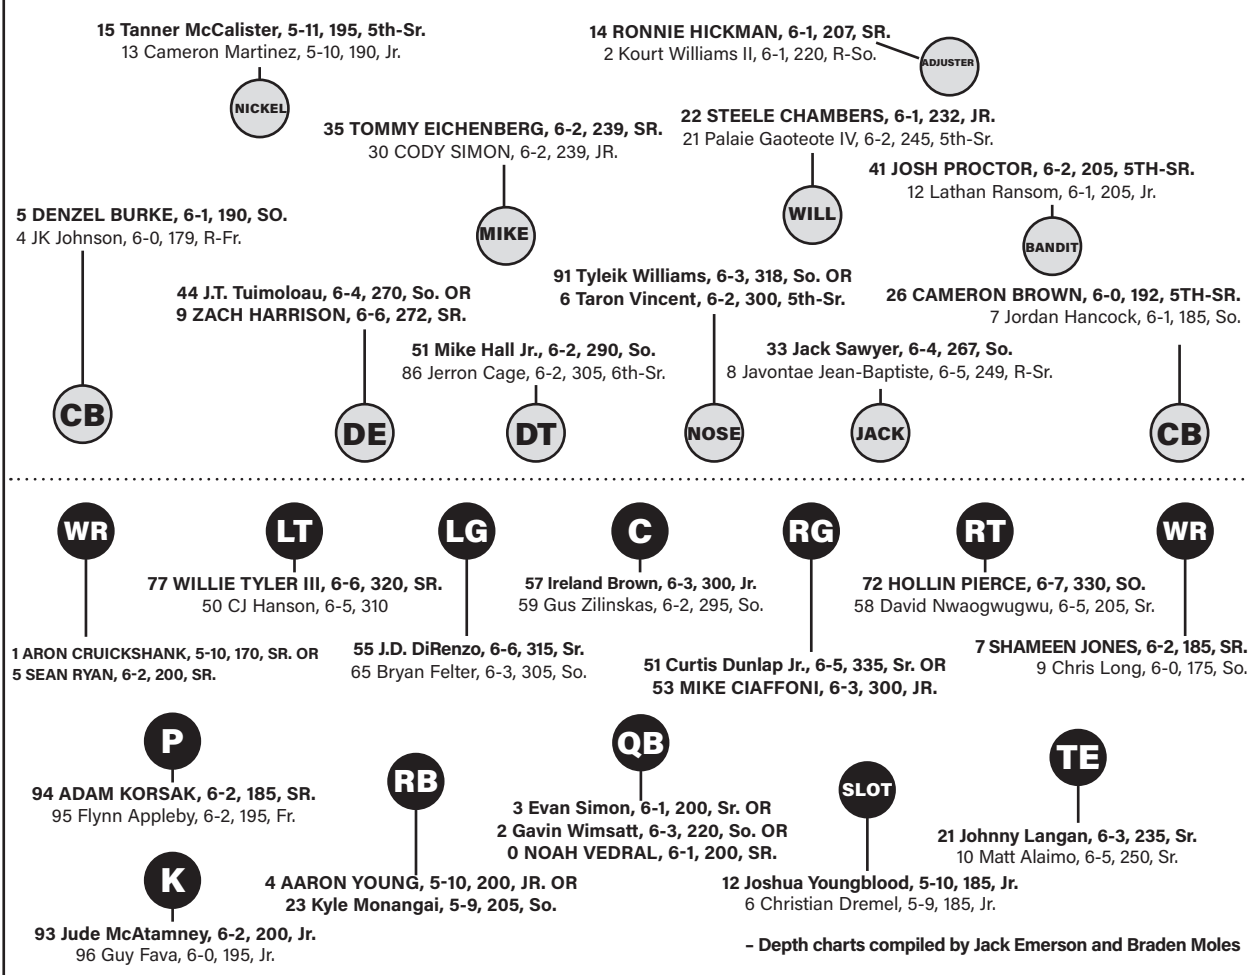 15 Tanner McCalister, 5-11, 195, 5th-Sr.
13 Cameron Martinez, 5-10, 190, Jr.
NICKEL
14 RONNIE HICKMAN, 6-1, 207, SR.
2 Kourt Williams II, 6-1, 220, R-So.
ADJUSTER
35 TOMMY EICHENBERG, 6-2, 239, SR.
30 CODY SIMON, 6-2, 239, JR.
MIKE
22 STEELE CHAMBERS, 6-1, 232, JR.
21 Palaie Gaoteote IV, 6-2, 245, 5th-Sr.
WILL
41 JOSH PROCTOR, 6-2, 205, 5TH-SR.
12 Lathan Ransom, 6-1, 205, Jr.
BANDIT
5 DENZEL BURKE, 6-1, 190, SO.
4 JK Johnson, 6-0, 179, R-Fr.
CB
44 J.T. Tuimoloau, 6-4, 270, So. OR
9 ZACH HARRISON, 6-6, 272, SR.
DE
51 Mike Hall Jr., 6-2, 290, So.
86 Jerron Cage, 6-2, 305, 6th-Sr.
DT
91 Tyleik Williams, 6-3, 318, So. OR
6 Taron Vincent, 6-2, 300, 5th-Sr.
NOSE
33 Jack Sawyer, 6-4, 267, So.
8 Javontae Jean-Baptiste, 6-5, 249, R-Sr.
JACK
26 CAMERON BROWN, 6-0, 192, 5TH-SR.
7 Jordan Hancock, 6-1, 185, So.
CB
WR
1 ARON CRUICKSHANK, 5-10, 170, SR. OR
5 SEAN RYAN, 6-2, 200, SR.
LT
77 WILLIE TYLER III, 6-6, 320, SR.
50 CJ Hanson, 6-5, 310
LG
55 J.D. DiRenzo, 6-6, 315, Sr.
65 Bryan Felter, 6-3, 305, So.
C
57 Ireland Brown, 6-3, 300, Jr.
59 Gus Zilinskas, 6-2, 295, So.
RG
51 Curtis Dunlap Jr., 6-5, 335, Sr. OR
53 MIKE CIAFFONI, 6-3, 300, JR.
RT
72 HOLLIN PIERCE, 6-7, 330, SO.
58 David Nwaogwugwu, 6-5, 205, Sr.
WR
7 SHAMEEN JONES, 6-2, 185, SR.
9 Chris Long, 6-0, 175, So.
P
94 ADAM KORSAK, 6-2, 185, SR.
95 Flynn Appleby, 6-2, 195, Fr.
K
93 Jude McAtamney, 6-2, 200, Jr.
96 Guy Fava, 6-0, 195, Jr.
RB
4 AARON YOUNG, 5-10, 200, JR. OR
23 Kyle Monangai, 5-9, 205, So.
QB
3 Evan Simon, 6-1, 200, Sr. OR
2 Gavin Wimsatt, 6-3, 220, So. OR
0 NOAH VEDRAL, 6-1, 200, SR.
SLOT
12 Joshua Youngblood, 5-10, 185, Jr.
6 Christian Dremel, 5-9, 185, Jr.
TE
21 Johnny Langan, 6-3, 235, Sr.
10 Matt Alaimo, 6-5, 250, Sr.
– Depth charts compiled by Jack Emerson and Braden Moles